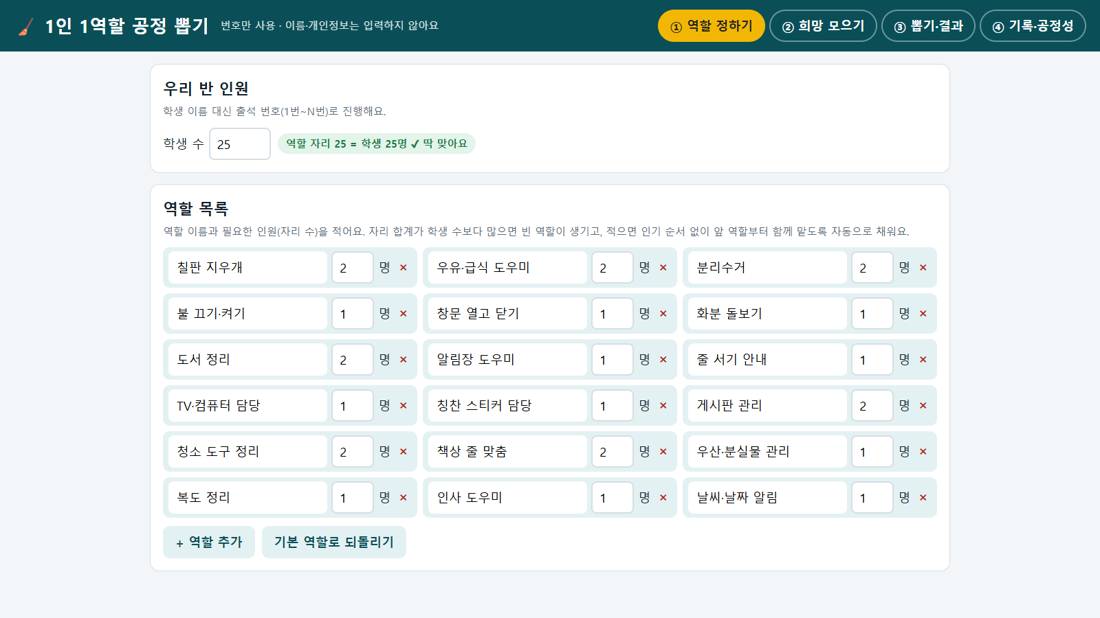 1인 1역할 공정 뽑기 번호만 사용 · 이름·개인정보는 입력하지 않아요 ① 역할 정하기 ② 희망 모으기 ③ 뽑기·결과 ④ 기록·공정성
우리 반 인원
학생 이름 대신 출석 번호(1번~N번)로 진행해요.
학생 수 25 역할 자리 25 = 학생 25명 ✓ 딱 맞아요
역할 목록
역할 이름과 필요한 인원(자리 수)을 적어요. 자리 합계가 학생 수보다 많으면 빈 역할이 생기고, 적으면 인기 순서 없이 앞 역할부터 함께 맡도록 자동으로 채워요.
칠판 지우개 2 명 × 우유·급식 도우미 2 명 × 분리수거 2 명 ×
불 끄기·켜기 1 명 × 창문 열고 닫기 1 명 × 화분 돌보기 1 명 ×
도서 정리 2 명 × 알림장 도우미 1 명 × 줄 서기 안내 1 명 ×
TV·컴퓨터 담당 1 명 × 칭찬 스티커 담당 1 명 × 게시판 관리 2 명 ×
청소 도구 정리 2 명 × 책상 줄 맞춤 2 명 × 우산·분실물 관리 1 명 ×
복도 정리 1 명 × 인사 도우미 1 명 × 날씨·날짜 알림 1 명 ×
+ 역할 추가 기본 역할로 되돌리기